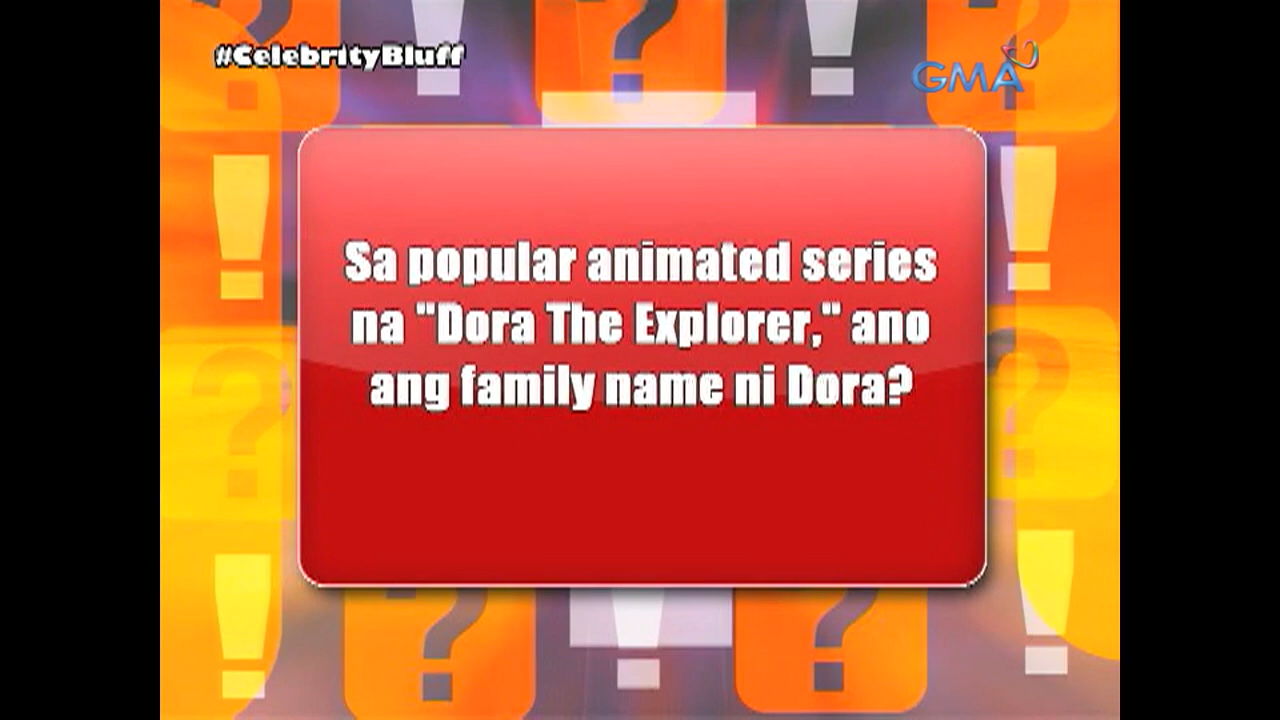 #CelebrityBluff
GMA
Sa popular animated series
na "Dora The Explorer," ano
ang family name ni Dora?